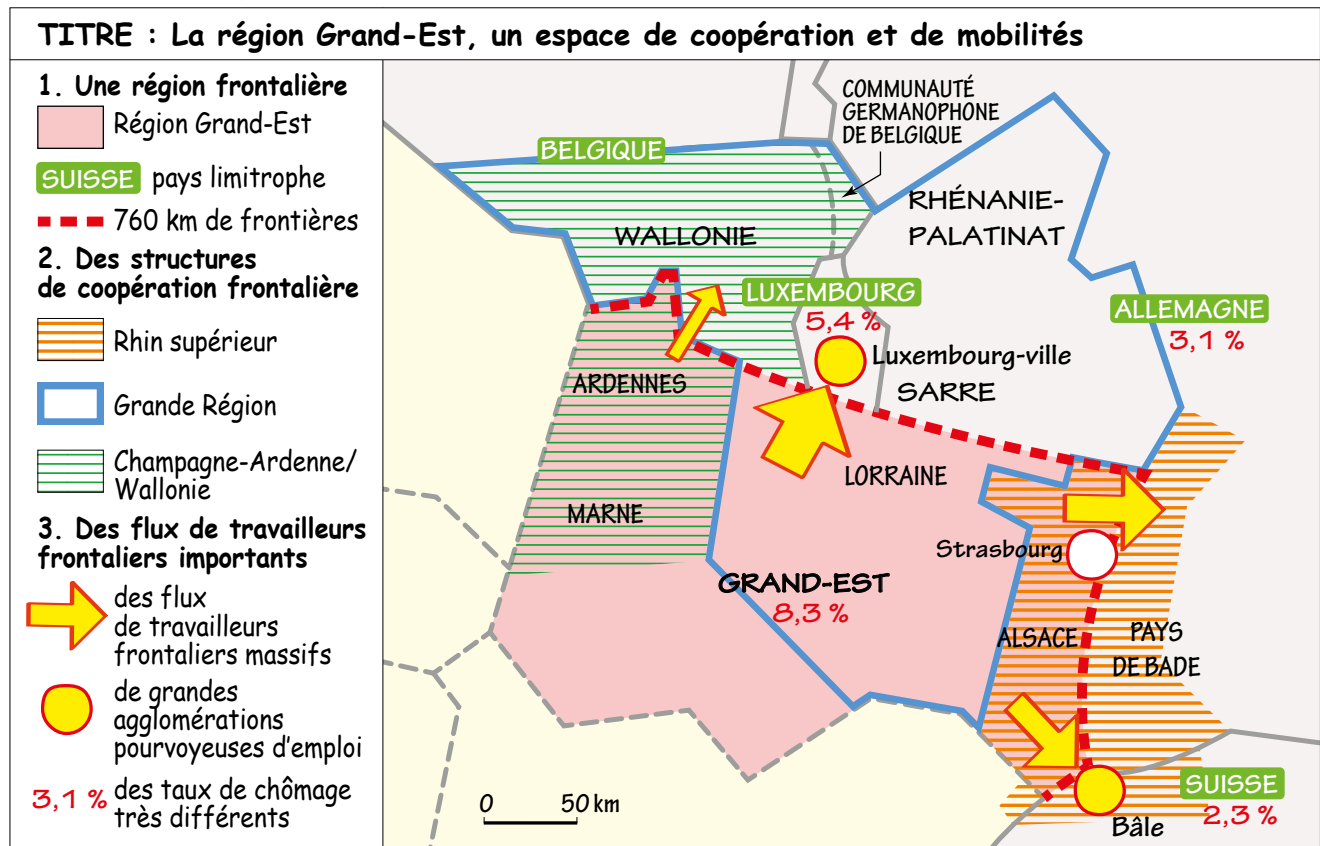 TITRE : La région Grand-Est, un espace de coopération et de mobilités
1. Une région frontalière
Région Grand-Est
SUISSE pays limitrophe
760 km de frontières
2. Des structures
de coopération frontalière
Rhin supérieur
Grande Région
Champagne-Ardenne/
Wallonie
3. Des flux de travailleurs
frontaliers importants
des flux
de travailleurs
frontaliers massifs
de grandes
agglomérations
pourvoyeuses d'emploi
3,1 % des taux de chômage
très différents
COMMUNAUTÉ
GERMANOPHONE
DE BELGIQUE
BELGIQUE
WALLONIE
RHÉNANIE-
PALATINAT
LUXEMBOURG
5,4 %
ALLEMAGNE
3,1 %
Luxembourg-ville
SARRE
ARDENNES
LORRAINE
MARNE
Strasbourg
GRAND-EST
8,3 %
ALSACE
PAYS
DE BADE
SUISSE
2,3 %
Bâle
0 50 km